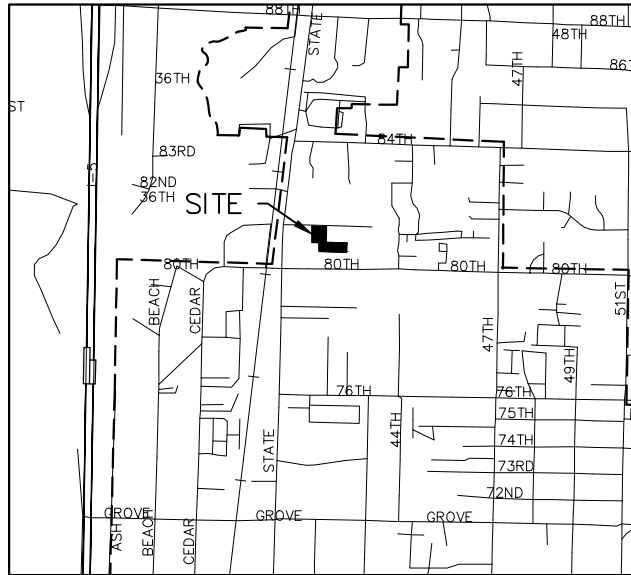 88TH
88TH
48TH
STATE
86
36TH
47TH
ST
84TH
83RD
I-5
82ND
36TH
SITE
80TH
80TH
80TH
80TH
BEACH
CEDAR
51ST
47TH
49TH
76TH
76TH
75TH
44TH
74TH
STATE
73RD
72ND
GROVE
GROVE
GROVE
ASH
BEACH
CEDAR